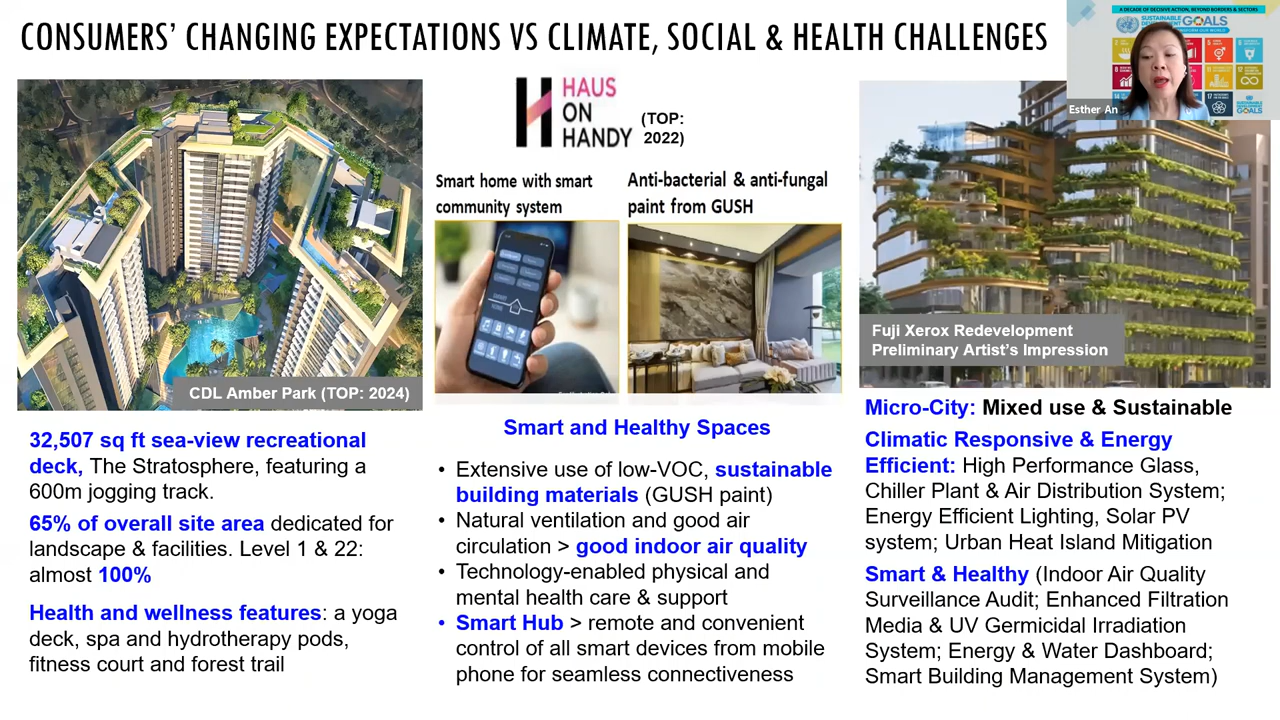 CONSUMERS' CHANGING EXPECTATIONS VS CLIMATE, SOCIAL & HEALTH CHALLENGES
A DECADE OF DECISIVE ACTION, BEYOND BORDERS & SECTORS
SUSTAINABLE
GOALS
Esther An
CDL Amber Park (TOP: 2024)
32,507 sq ft sea-view recreational
deck, The Stratosphere, featuring a
600m jogging track.
65% of overall site area dedicated for
landscape & facilities. Level 1 & 22:
almost 100%
Health and wellness features: a yoga
deck, spa and hydrotherapy pods,
fitness court and forest trail
HAUS
ON
HANDY
(TOP:
2022)
Smart home with smart
community system
Anti-bacterial & anti-fungal
paint from GUSH
Smart and Healthy Spaces
• Extensive use of low-VOC, sustainable
building materials (GUSH paint)
• Natural ventilation and good air
circulation > good indoor air quality
• Technology-enabled physical and
mental health care & support
• Smart Hub > remote and convenient
control of all smart devices from mobile
phone for seamless connectiveness
Fuji Xerox Redevelopment
Preliminary Artist's Impression
Micro-City: Mixed use & Sustainable
Climatic Responsive & Energy
Efficient: High Performance Glass,
Chiller Plant & Air Distribution System;
Energy Efficient Lighting, Solar PV
system; Urban Heat Island Mitigation
Smart & Healthy (Indoor Air Quality
Surveillance Audit; Enhanced Filtration
Media & UV Germicidal Irradiation
System; Energy & Water Dashboard;
Smart Building Management System)